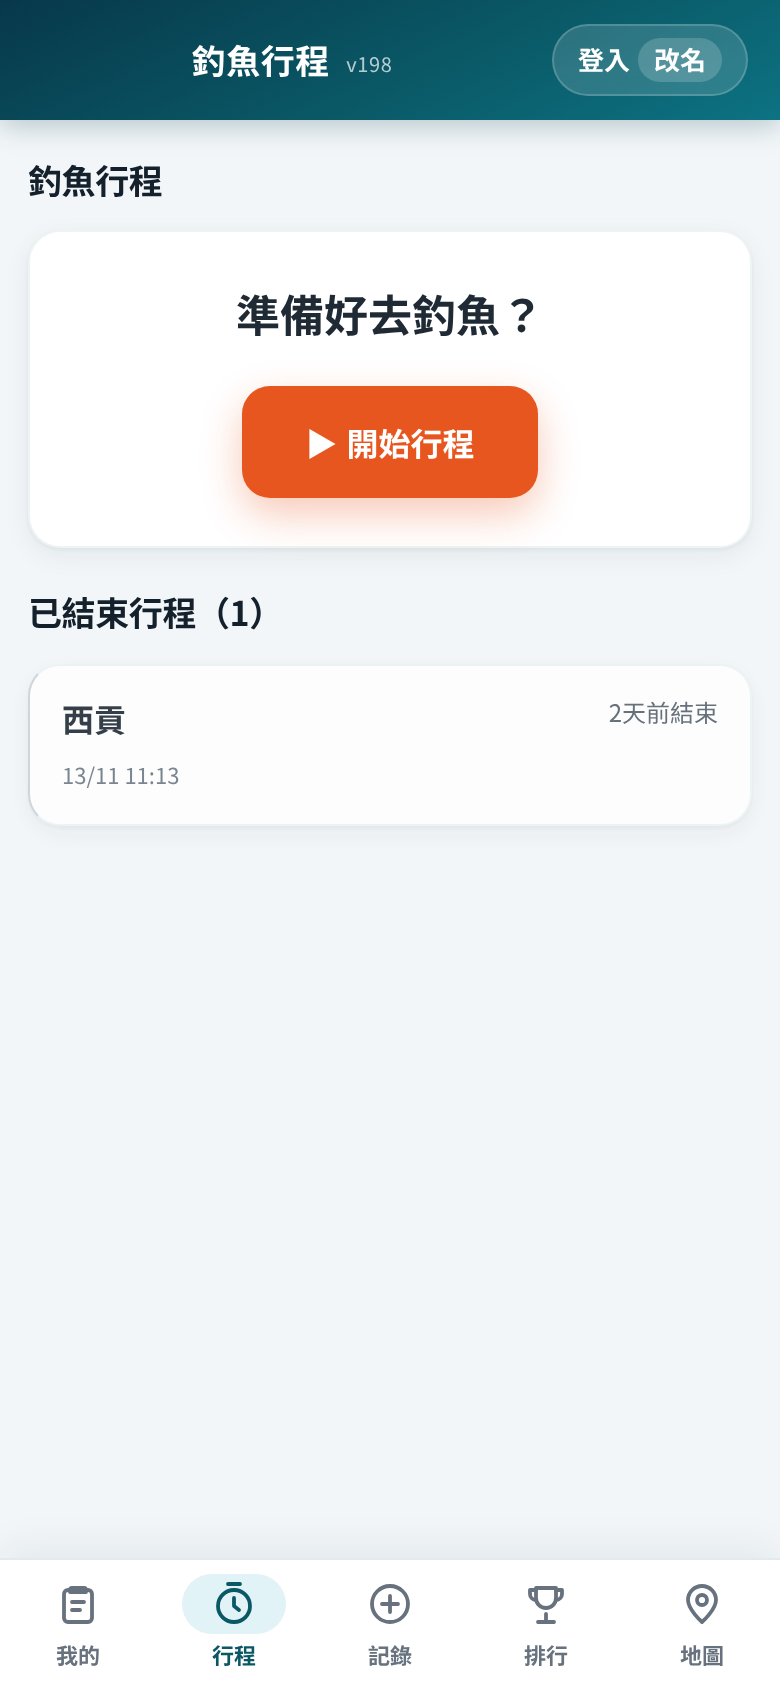 釣魚行程 v198
登入 改名
釣魚行程
準備好去釣魚？
▶ 開始行程
已結束行程（1）
西貢
2天前結束
13/11 11:13
我的
行程
記錄
排行
地圖